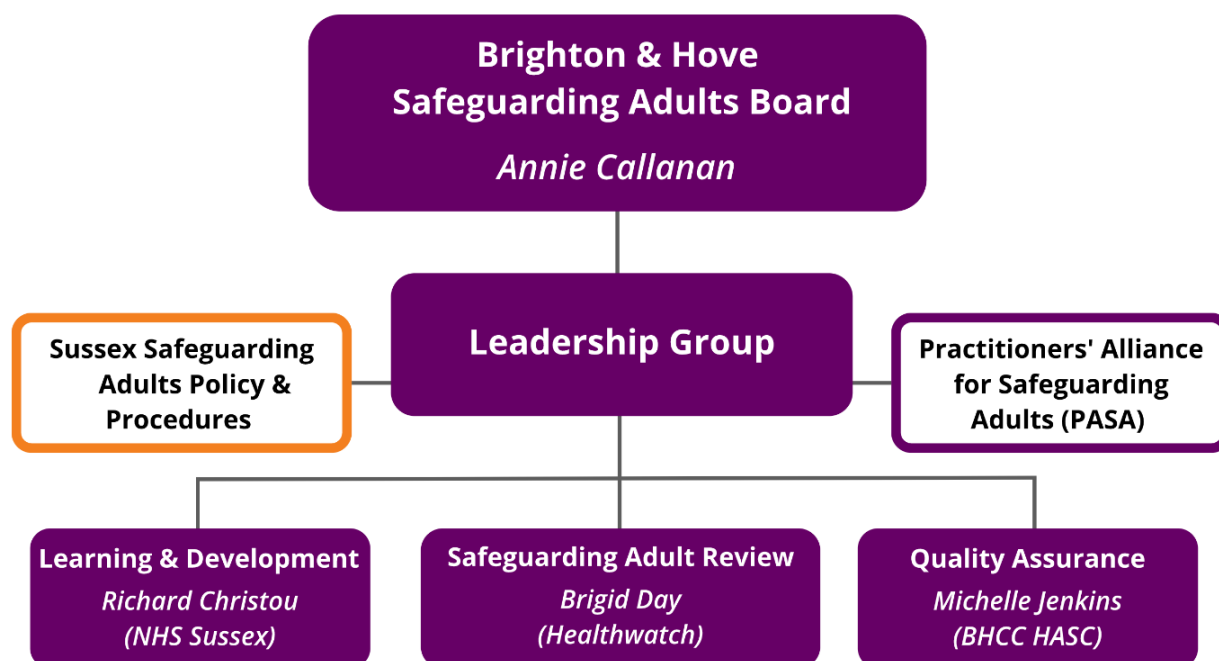 Brighton & Hove
Safeguarding Adults Board
Annie Callanan
Leadership Group
Sussex Safeguarding
Adults Policy &
Procedures
Practitioners' Alliance
for Safeguarding
Adults (PASA)
Learning & Development
Richard Christou
(NHS Sussex)
Safeguarding Adult Review
Brigid Day
(Healthwatch)
Quality Assurance
Michelle Jenkins
(BHCC HASC)